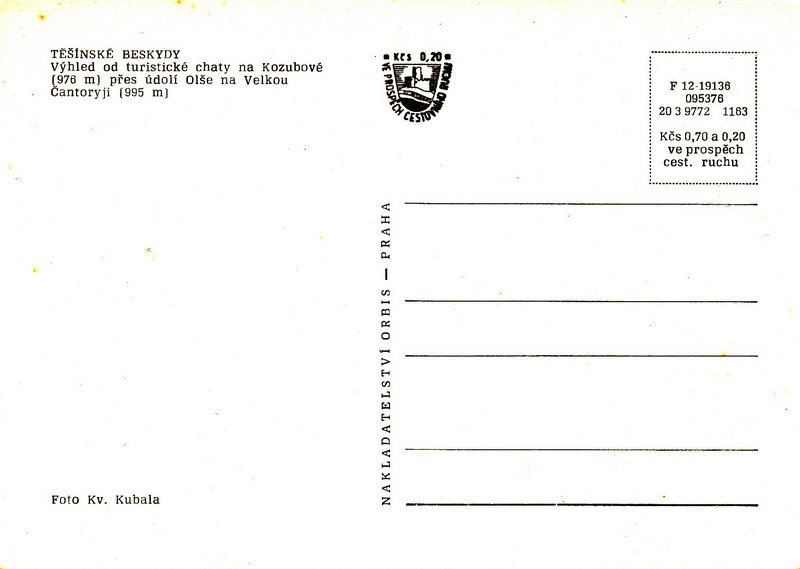 TĚŠÍNSKÉ BESKYDY
Výhled od turistické chaty na Kozubové
(976 m) přes údolí Olše na Velkou
Čantoryji (995 m)
Kčs 0,20
VE PROSPĚCH CESTOVNÍHO RUCHU
F 12-19136
095376
20 3 9772 1163
Kčs 0,70 a 0,20
ve prospěch
cest. ruchu
NAKLADATELSTVÍ ORBIS — PRAHA
Foto Kv. Kubala